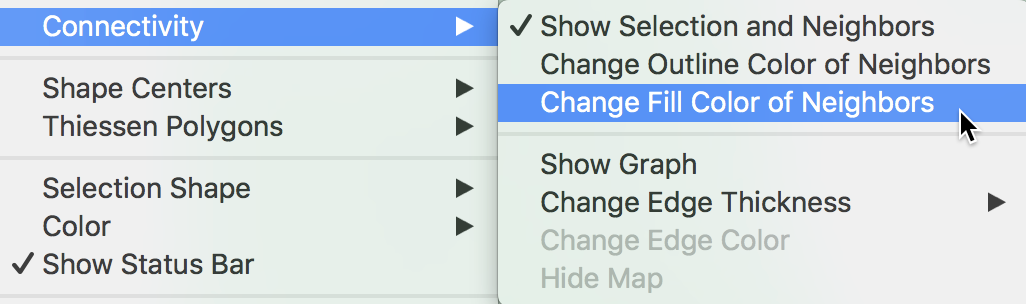 Connectivity
Shape Centers
Thiessen Polygons
Selection Shape
Color
Show Status Bar
Show Selection and Neighbors
Change Outline Color of Neighbors
Change Fill Color of Neighbors
Show Graph
Change Edge Thickness
Change Edge Color
Hide Map